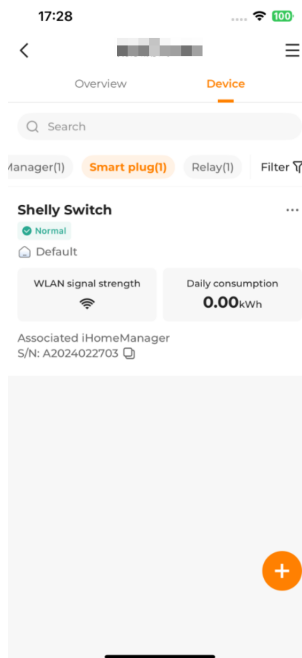 17:28
100
Overview
Device
Search
Manager(1)
Smart plug(1)
Relay(1)
Filter
Shelly Switch
Normal
Default
WLAN signal strength
Daily consumption
0.00kWh
Associated iHomeManager
S/N: A2024022703